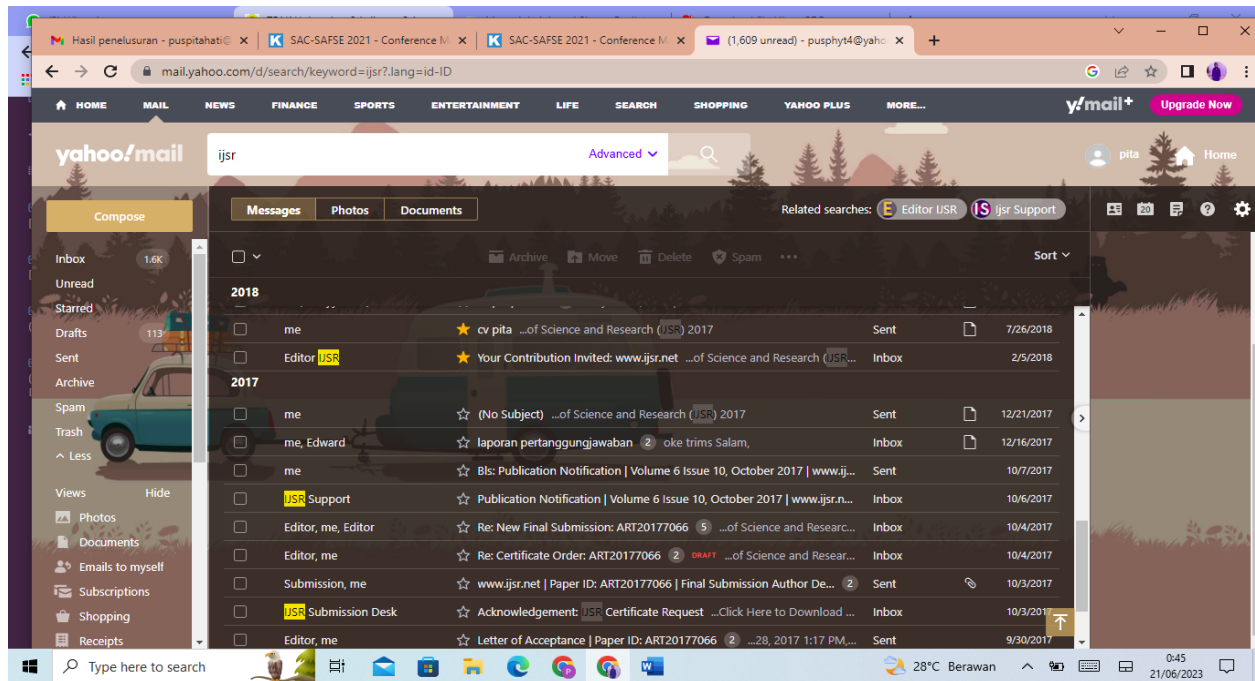 Hasil penelusuran - puspitahati@
SAC-SAFSE 2021 - Conference M
SAC-SAFSE 2021 - Conference M
(1,609 unread) - pusphyt4@yaho
mail.yahoo.com/d/search/keyword=ijsr?.lang=id-ID
HOME MAIL NEWS FINANCE SPORTS ENTERTAINMENT LIFE SEARCH SHOPPING YAHOO PLUS MORE...
y!mail+ Upgrade Now
yahoo!mail
ijsr
Advanced
pita
Home
Compose
Messages Photos Documents
Related searches: E Editor IJSR IS Ijsr Support
20
Inbox 1.6K
Unread
Starred
Drafts 113
Sent
Archive
Spam
Trash
Less
Views Hide
Photos
Documents
Emails to myself
Subscriptions
Shopping
Receipts
Archive Move Delete Spam
Sort
2018
me cv pita ...of Science and Research (IJSR) 2017 Sent 7/26/2018
Editor IJSR Your Contribution Invited: www.ijsr.net ...of Science and Research (IJSR... Inbox 2/5/2018
2017
me (No Subject) ...of Science and Research (IJSR) 2017 Sent 12/21/2017
me, Edward laporan pertanggungjawaban 2 oke trims Salam, Inbox 12/16/2017
me Bls: Publication Notification | Volume 6 Issue 10, October 2017 | www.ij... Sent 10/7/2017
IJSR Support Publication Notification | Volume 6 Issue 10, October 2017 | www.ijsr.n... Inbox 10/6/2017
Editor, me, Editor Re: New Final Submission: ART20177066 5 ...of Science and Researc... Inbox 10/4/2017
Editor, me Re: Certificate Order: ART20177066 2 DRAFT ...of Science and Resear... Inbox 10/4/2017
Submission, me www.ijsr.net | Paper ID: ART20177066 | Final Submission Author De... 2 Sent 10/3/2017
IJSR Submission Desk Acknowledgement: IJSR Certificate Request ...Click Here to Download ... Inbox 10/3/2017
Editor, me Letter of Acceptance | Paper ID: ART20177066 2 ...28, 2017 1:17 PM,... Sent 9/30/2017
Type here to search
28°C Berawan
0:45
21/06/2023